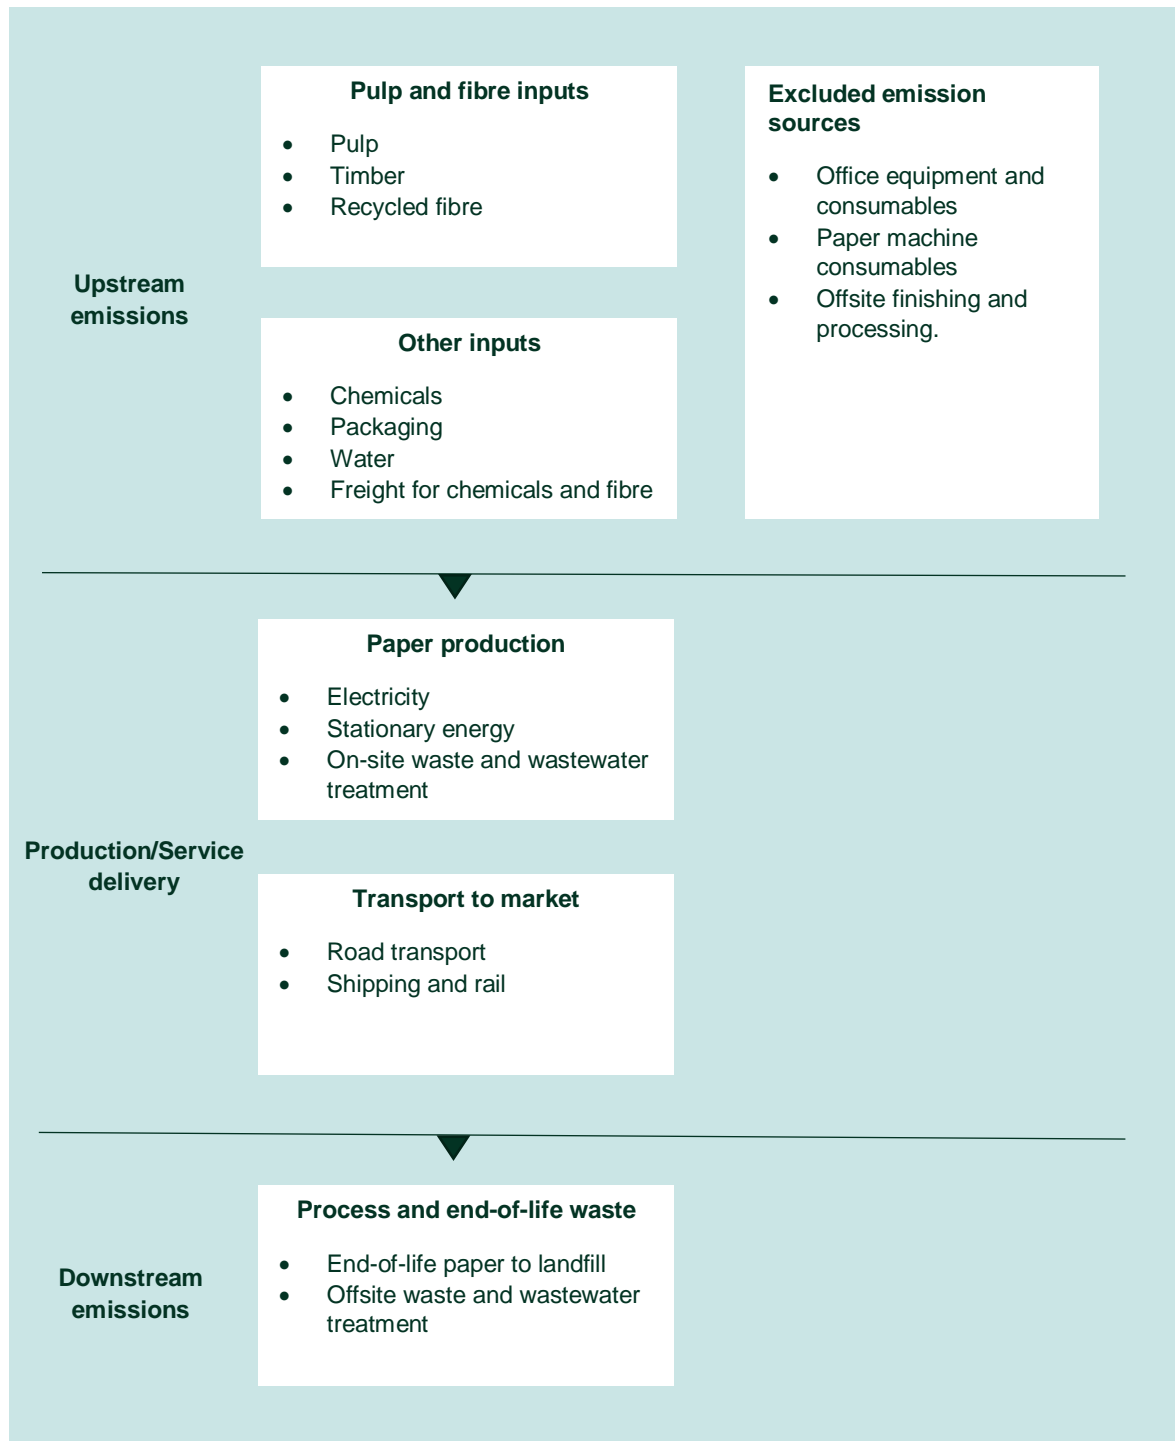 Upstream
emissions
Pulp and fibre inputs
• Pulp
• Timber
• Recycled fibre
Other inputs
• Chemicals
• Packaging
• Water
• Freight for chemicals and fibre
Excluded emission
sources
• Office equipment and
consumables
• Paper machine
consumables
• Offsite finishing and
processing.
Production/Service
delivery
Paper production
• Electricity
• Stationary energy
• On-site waste and wastewater
treatment
Transport to market
• Road transport
• Shipping and rail
Downstream
emissions
Process and end-of-life waste
• End-of-life paper to landfill
• Offsite waste and wastewater
treatment